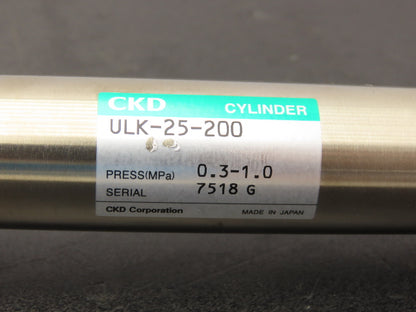 CKD CYLINDER
ULK-25-200
PRESS(MPa) 0.3-1.0
SERIAL 7518 G
CKD Corporation MADE IN JAPAN